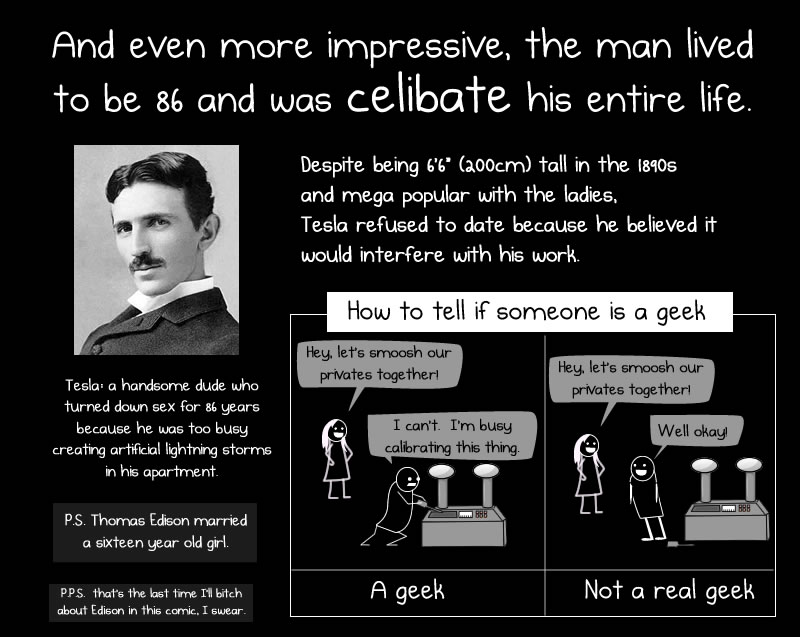 And even more impressive, the man lived
to be 86 and was celibate his entire life.
Despite being 6'6" (200cm) tall in the 1890s
and mega popular with the ladies,
Tesla refused to date because he believed it
would interfere with his work.
Tesla: a handsome dude who
turned down sex for 86 years
because he was too busy
creating artificial lightning storms
in his apartment.
P.S. Thomas Edison married
a sixteen year old girl.
P.P.S. that's the last time I'll bitch
about Edison in this comic, I swear.
How to tell if someone is a geek
Hey, let's smoosh our
privates together!
I can't. I'm busy
calibrating this thing.
A geek
Hey, let's smoosh our
privates together!
Well okay!
Not a real geek